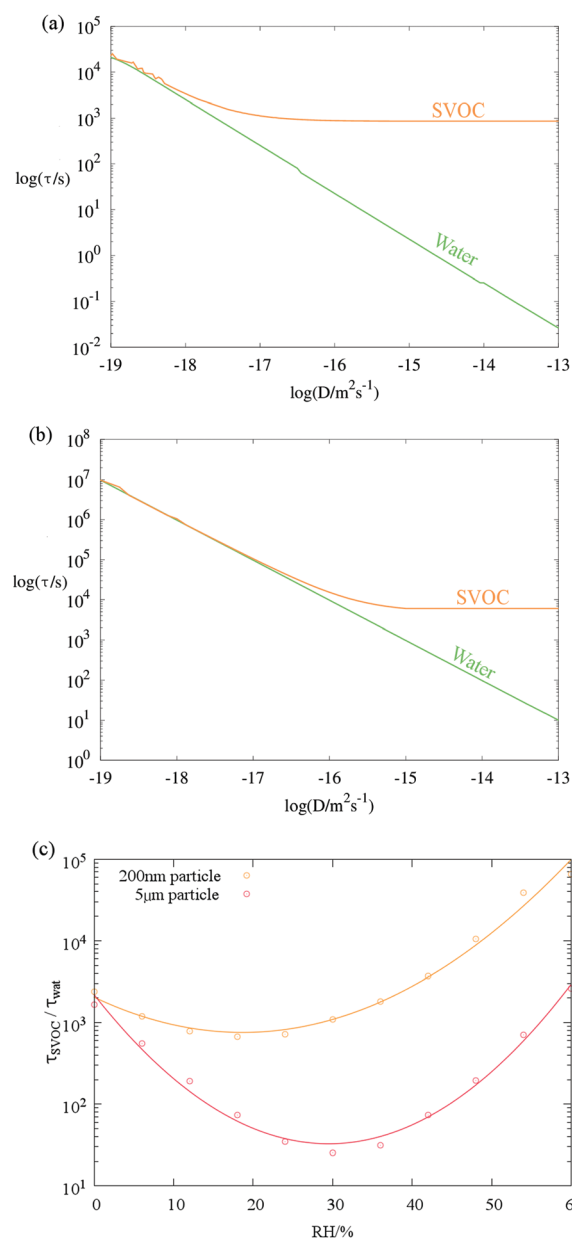 (a)
10^5
10^4
10^3
10^2
10^1
10^0
10^-1
10^-2
log(τ/s)
SVOC
Water
-19 -18 -17 -16 -15 -14 -13
log(D/m^2s^-1)
(b)
10^8
10^7
10^6
10^5
10^4
10^3
10^2
10^1
10^0
log(τ/s)
SVOC
Water
-19 -18 -17 -16 -15 -14 -13
log(D/m^2s^-1)
(c)
200nm particle
5μm particle
10^5
10^4
10^3
10^2
10^1
τSVOC / τwat
0 10 20 30 40 50 6
RH/%